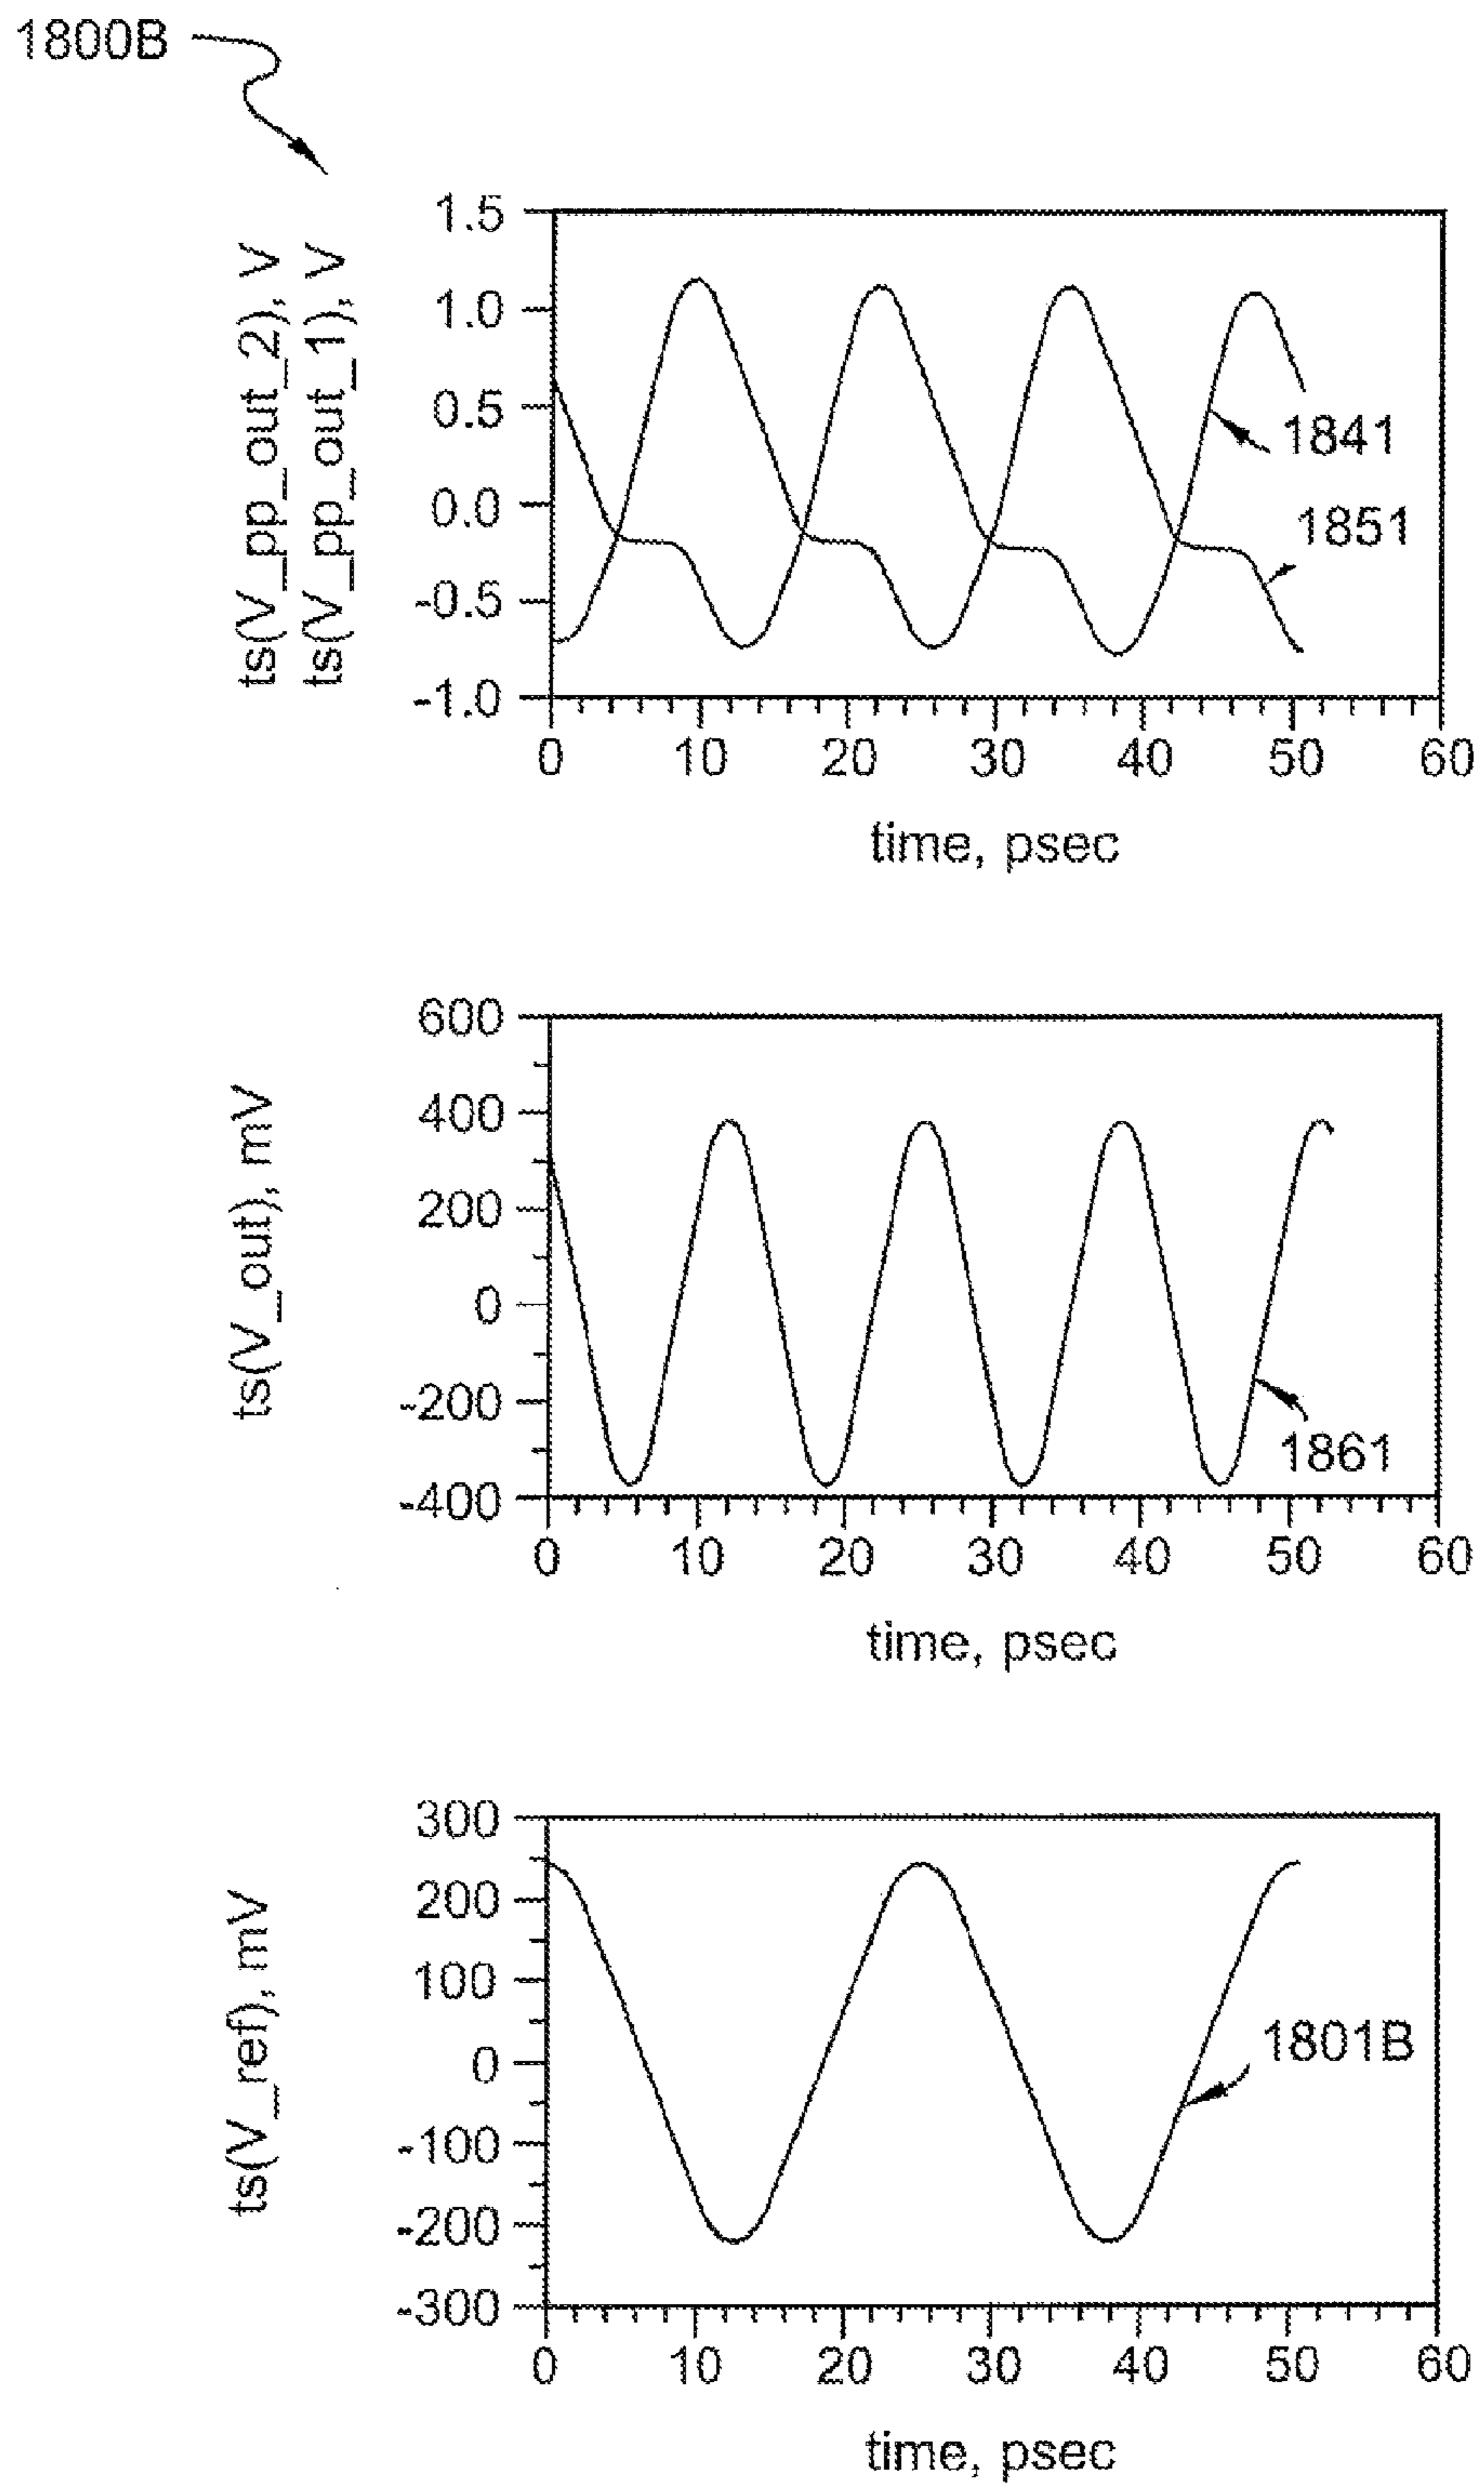 1800B
ts(V_pp_out_2), V
ts(V_pp_out_1), V
1.5
1.0
0.5
0.0
-0.5
-1.0
1841
1851
0 10 20 30 40 50 60
time, psec
ts(V_out), mV
600
400
200
0
-200
-400
1861
0 10 20 30 40 50 60
time, psec
ts(V_ref), mV
300
200
100
0
-100
-200
-300
1801B
0 10 20 30 40 50 60
time, psec